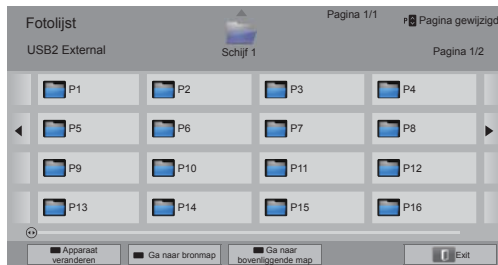 Fotolijst
Pagina 1/1
P Pagina gewijzigd
USB2 External
Schijf 1
Pagina 1/2
P1
P2
P3
P4
P5
P6
P7
P8
P9
P10
P11
P12
P13
P14
P15
P16
Apparaat
veranderen
Ga naar bronmap
Ga naar
bovenliggende map
Exit